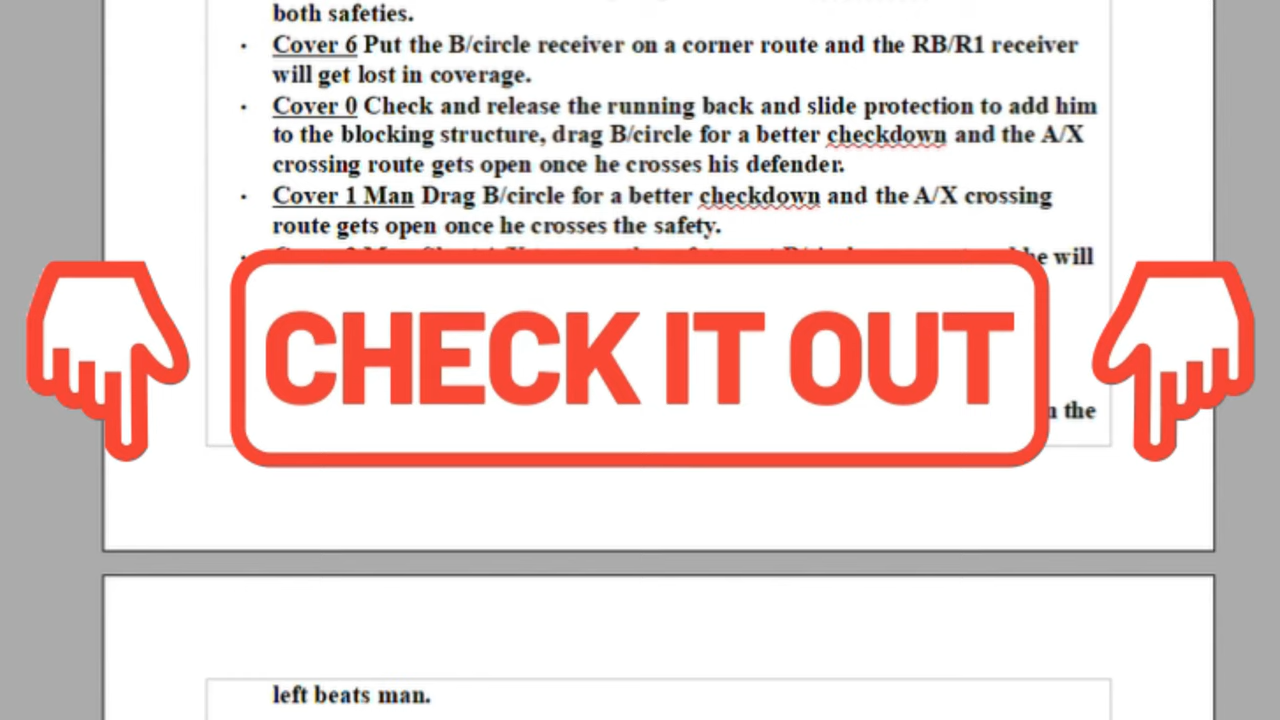 both safeties.
· Cover 6 Put the B/circle receiver on a corner route and the RB/R1 receiver
will get lost in coverage.
· Cover 0 Check and release the running back and slide protection to add him
to the blocking structure, drag B/circle for a better checkdown and the A/X
crossing route gets open once he crosses his defender.
· Cover 1 Man Drag B/circle for a better checkdown and the A/X crossing
route gets open once he crosses the safety.
will
CHECK IT OUT
the
left beats man.